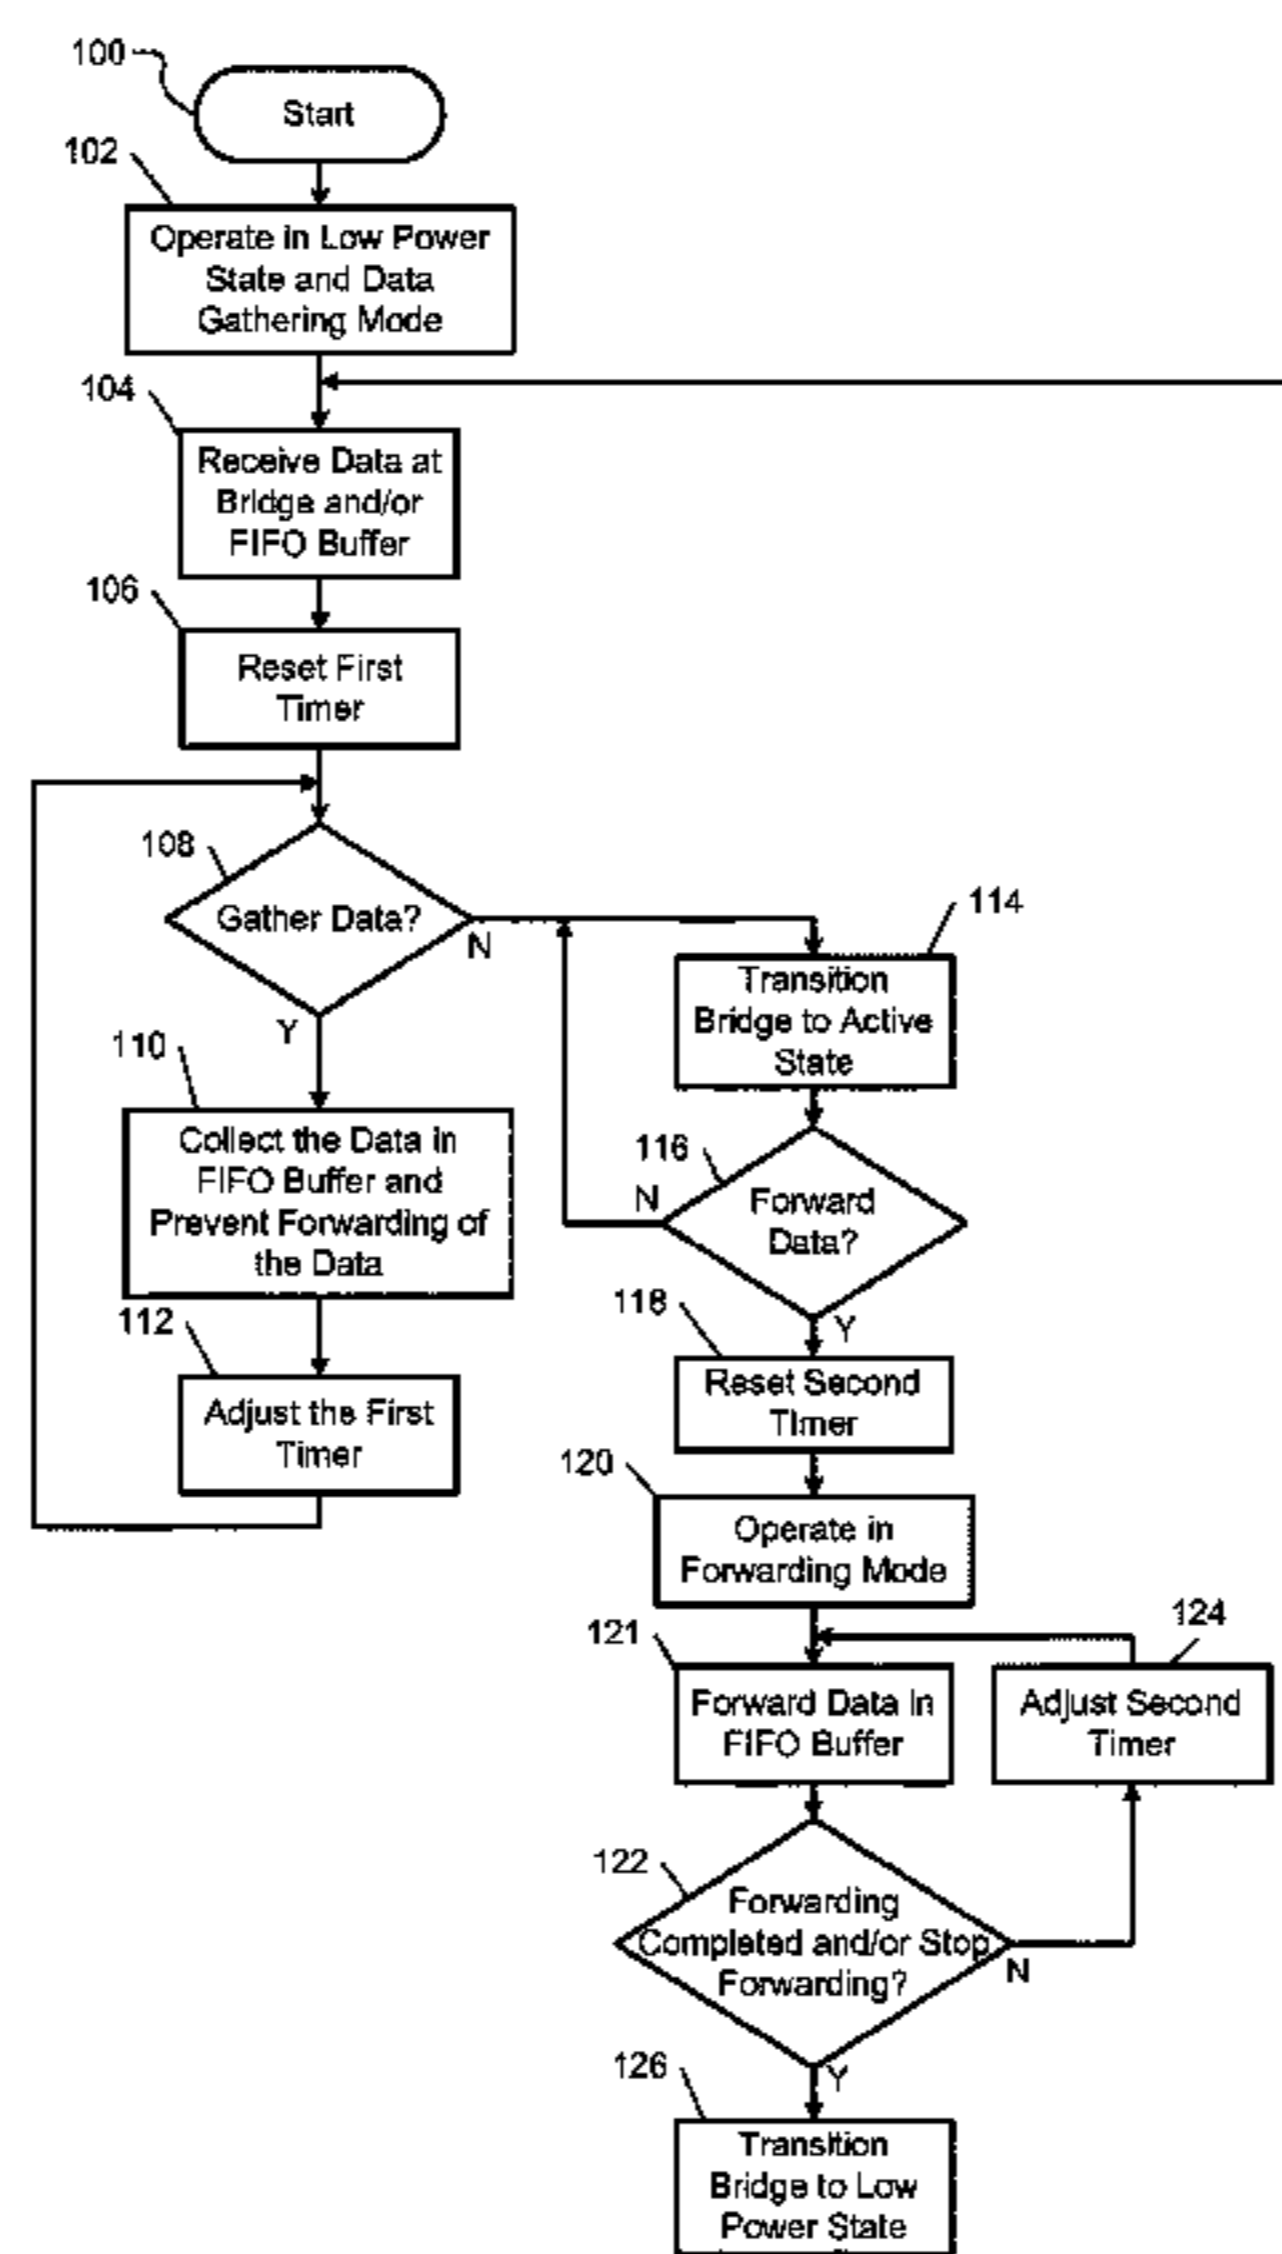 100
Start
102
Operate in Low Power
State and Data
Gathering Mode
104
Receive Data at
Bridge and/or
FIFO Buffer
106
Reset First
Timer
108
Gather Data?
N
Y
110
Collect the Data in
FIFO Buffer and
Prevent Forwarding of
the Data
112
Adjust the First
Timer
114
Transition
Bridge to Active
State
116
N
Forward
Data?
Y
118
Reset Second
Timer
120
Operate in
Forwarding Mode
121
Forward Data in
FIFO Buffer
124
Adjust Second
Timer
122
Forwarding
Completed and/or Stop
Forwarding?
N
Y
126
Transition
Bridge to Low
Power State